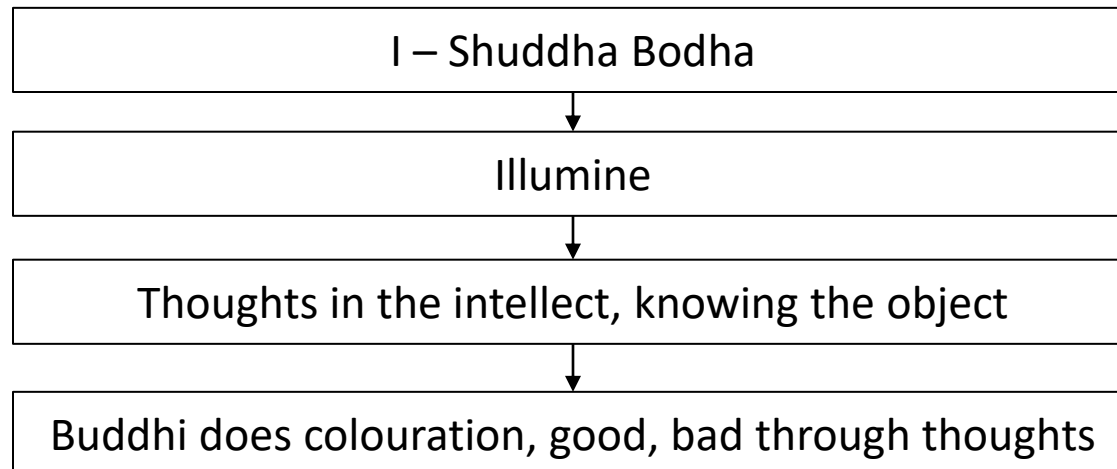 I – Shuddha Bodha
Illumine
Thoughts in the intellect, knowing the object
Buddhi does colouration, good, bad through thoughts